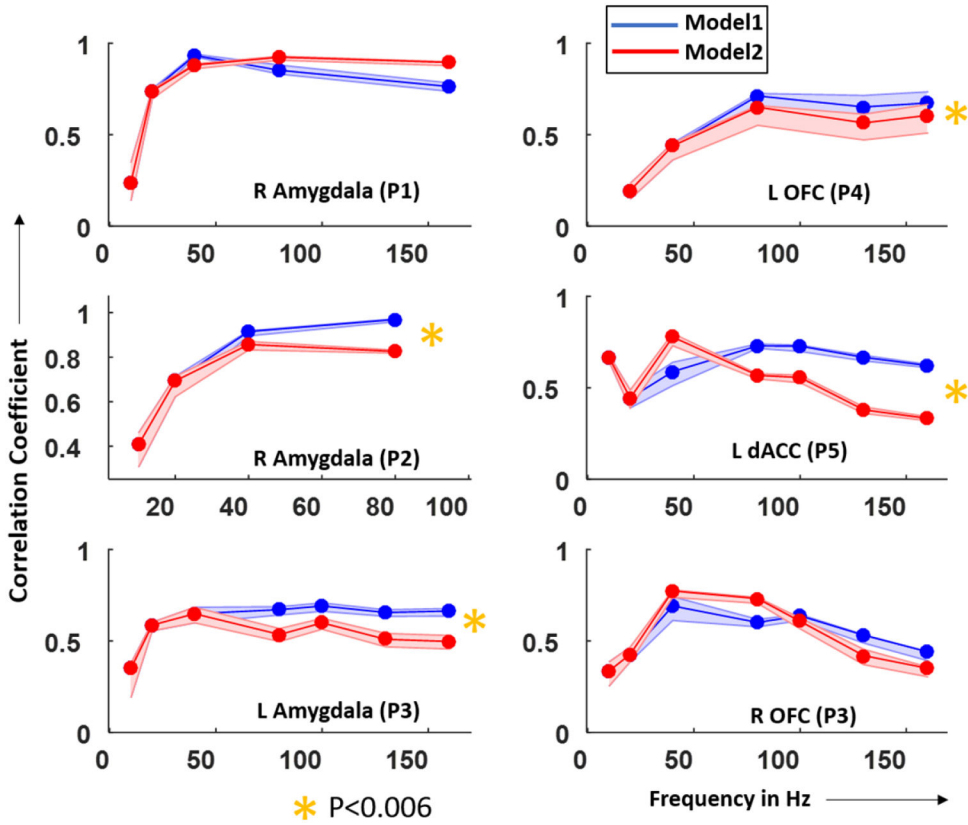 Model1
Model2
Correlation Coefficient
1
0.5
0
R Amygdala (P1)
0 50 100 150
1
0.5
0
L OFC (P4)
0 50 100 150
1
0.8
0.6
0.4
R Amygdala (P2)
20 40 60 80 100
1
0.5
0
L dACC (P5)
0 50 100 150
1
0.5
0
L Amygdala (P3)
0 50 100 150
1
0.5
0
R OFC (P3)
0 50 100 150
* P<0.006
Frequency in Hz